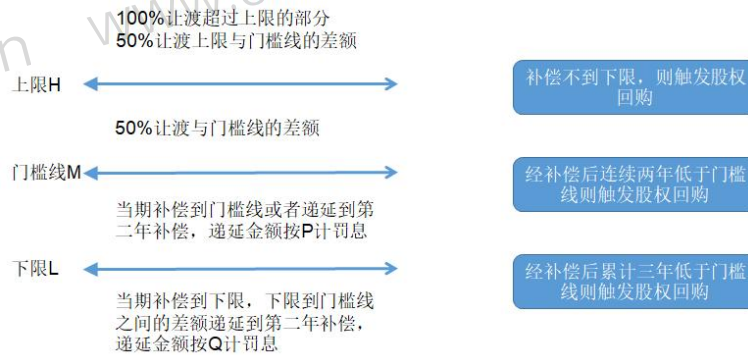 100%让渡超过上限的部分
50%让渡上限与门槛线的差额
上限H
补偿不到下限，则触发股权
回购
50%让渡与门槛线的差额
门槛线M
经补偿后连续两年低于门槛
线则触发股权回购
当期补偿到门槛线或者递延到第
二年补偿，递延金额按P计罚息
下限L
经补偿后累计三年低于门槛
线则触发股权回购
当期补偿到下限，下限到门槛线
之间的差额递延到第二年补偿，
递延金额按Q计罚息